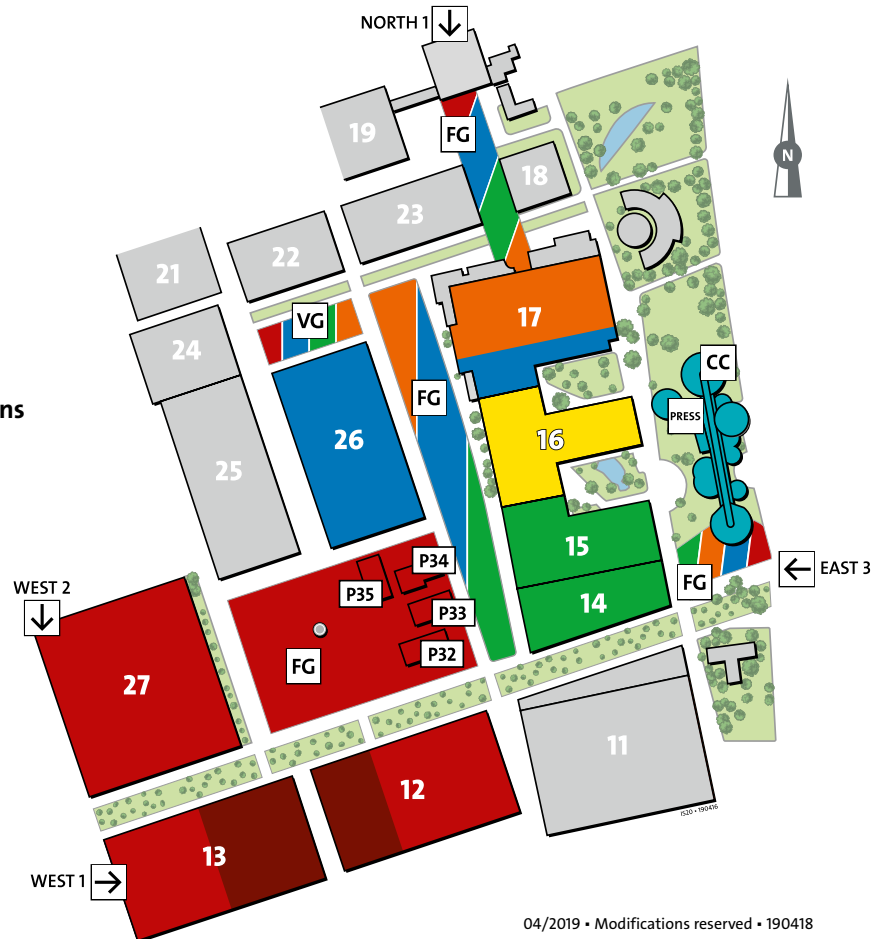 NORTH 1
19
FG
18
23
22
21
VG
17
24
CC
FG
PRESS
ns
26
16
25
15
P34
P35
EAST 3
FG
WEST 2
P33
14
P32
FG
27
11
12
IS20 • 190416
13
WEST 1
N
04/2019 ▪ Modifications reserved ▪ 190418